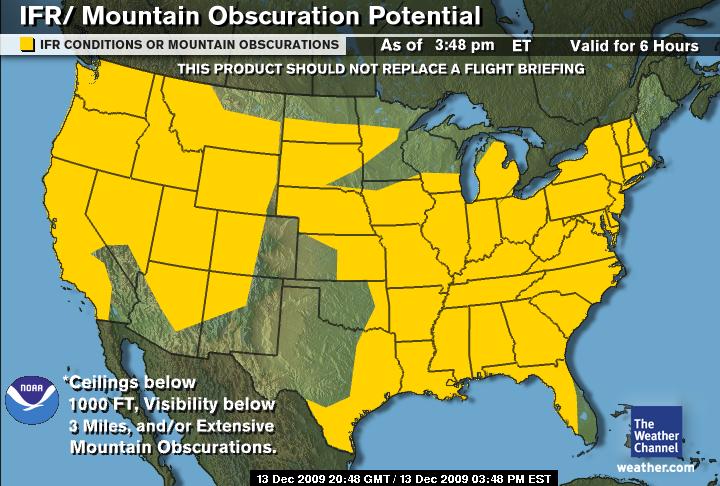 IFR/ Mountain Obscuration Potential
IFR CONDITIONS OR MOUNTAIN OBSCURATIONS
As of 3:48 pm ET Valid for 6 Hours
THIS PRODUCT SHOULD NOT REPLACE A FLIGHT BRIEFING
NOAA
*Ceilings below
1000 FT, Visibility below
3 Miles, and/or Extensive
Mountain Obscurations.
The
Weather
Channel
weather.com
13 Dec 2009 20:48 GMT / 13 Dec 2009 03:48 PM EST